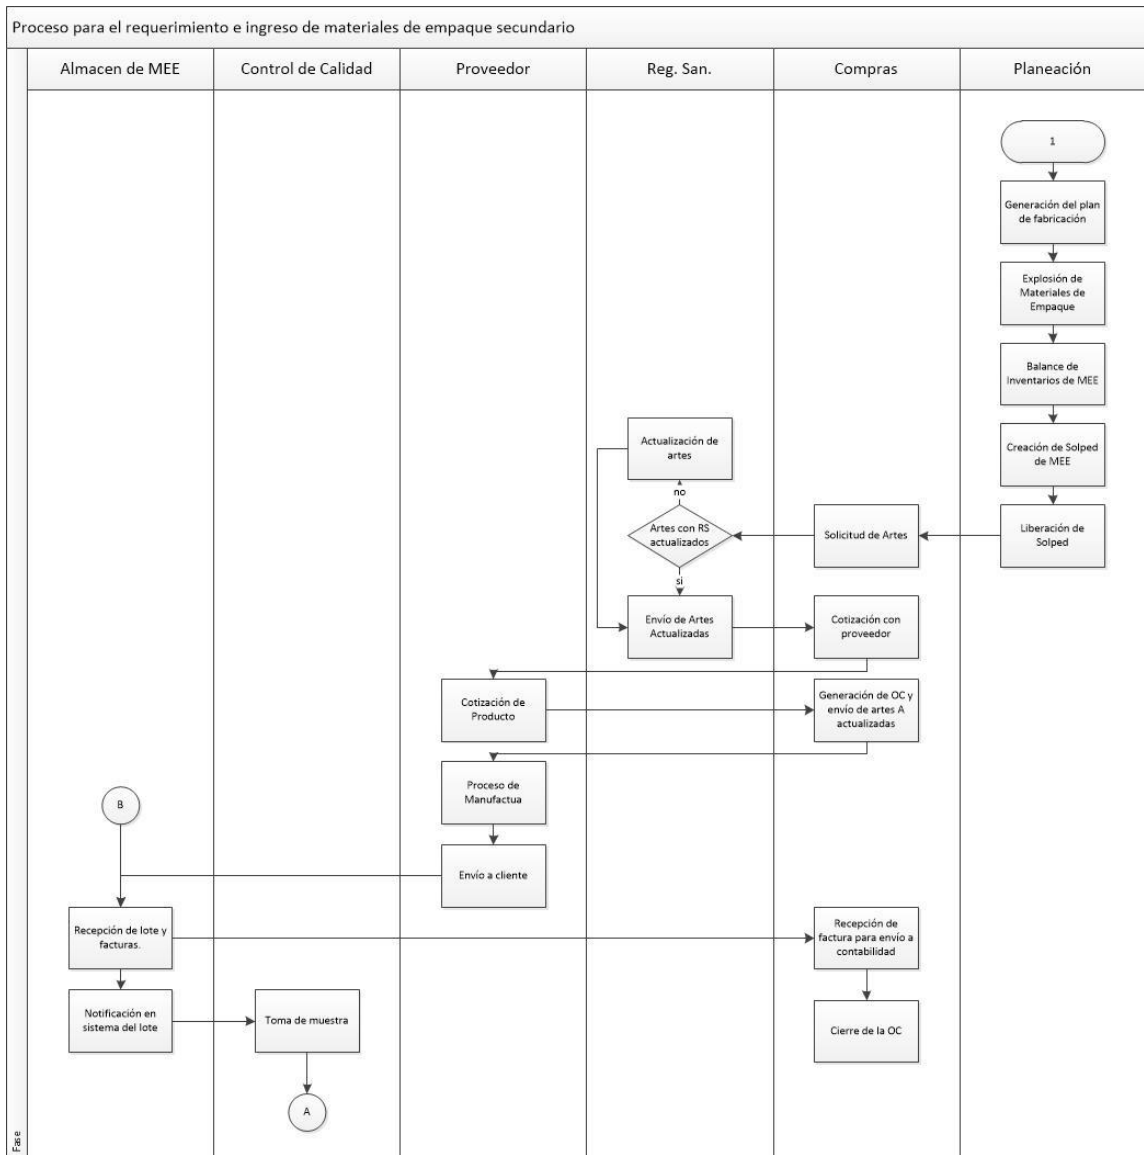 Proceso para el requerimiento e ingreso de materiales de empaque secundario
Almacen de MEE
Control de Calidad
Proveedor
Reg. San.
Compras
Planeación
1
Generación del plan
de fabricación
Explosión de
Materiales de
Empaque
Balance de
Inventarios de MEE
Creación de Solped
de MEE
Liberación de
Solped
Solicitud de Artes
Artes con RS
actualizados
no
Actualización de
artes
si
Envío de Artes
Actualizadas
Cotización con
proveedor
Cotización de
Producto
Generación de OC y
envío de artes A
actualizadas
Proceso de
Manufactua
B
Envío a cliente
Recepción de lote y
facturas.
Recepción de
factura para envío a
contabilidad
Notificación en
sistema del lote
Toma de muestra
Cierre de la OC
A
Fase